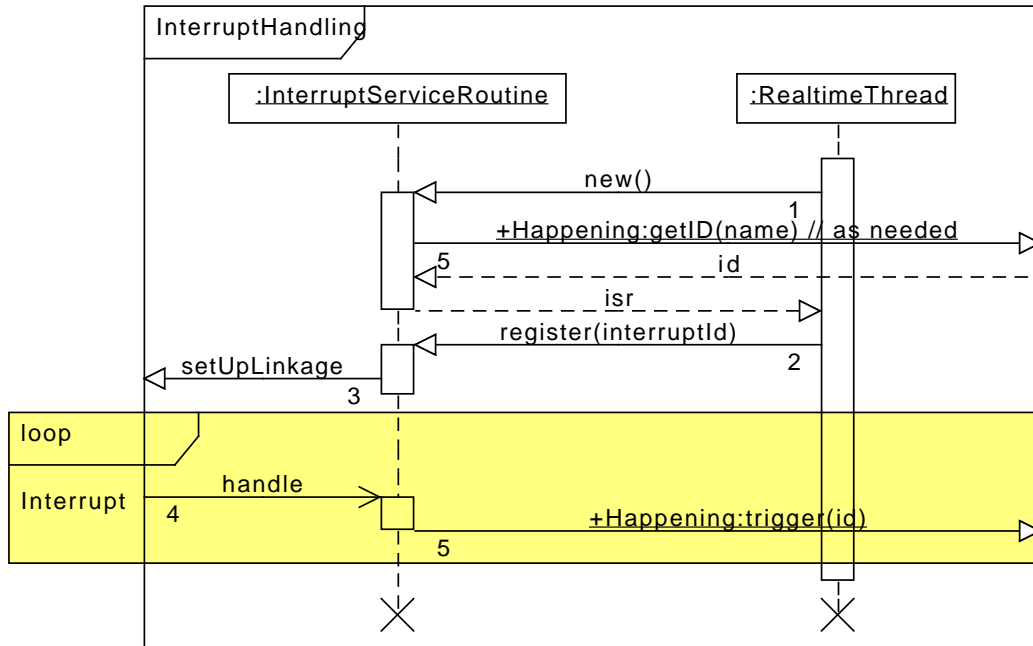 InterruptHandling
:InterruptServiceRoutine
:RealtimeThread
new()
1
+Happening:getID(name) // as needed
5
id
isr
register(interruptId)
2
setUpLinkage
3
loop
Interrupt
handle
4
+Happening:trigger(id)
5